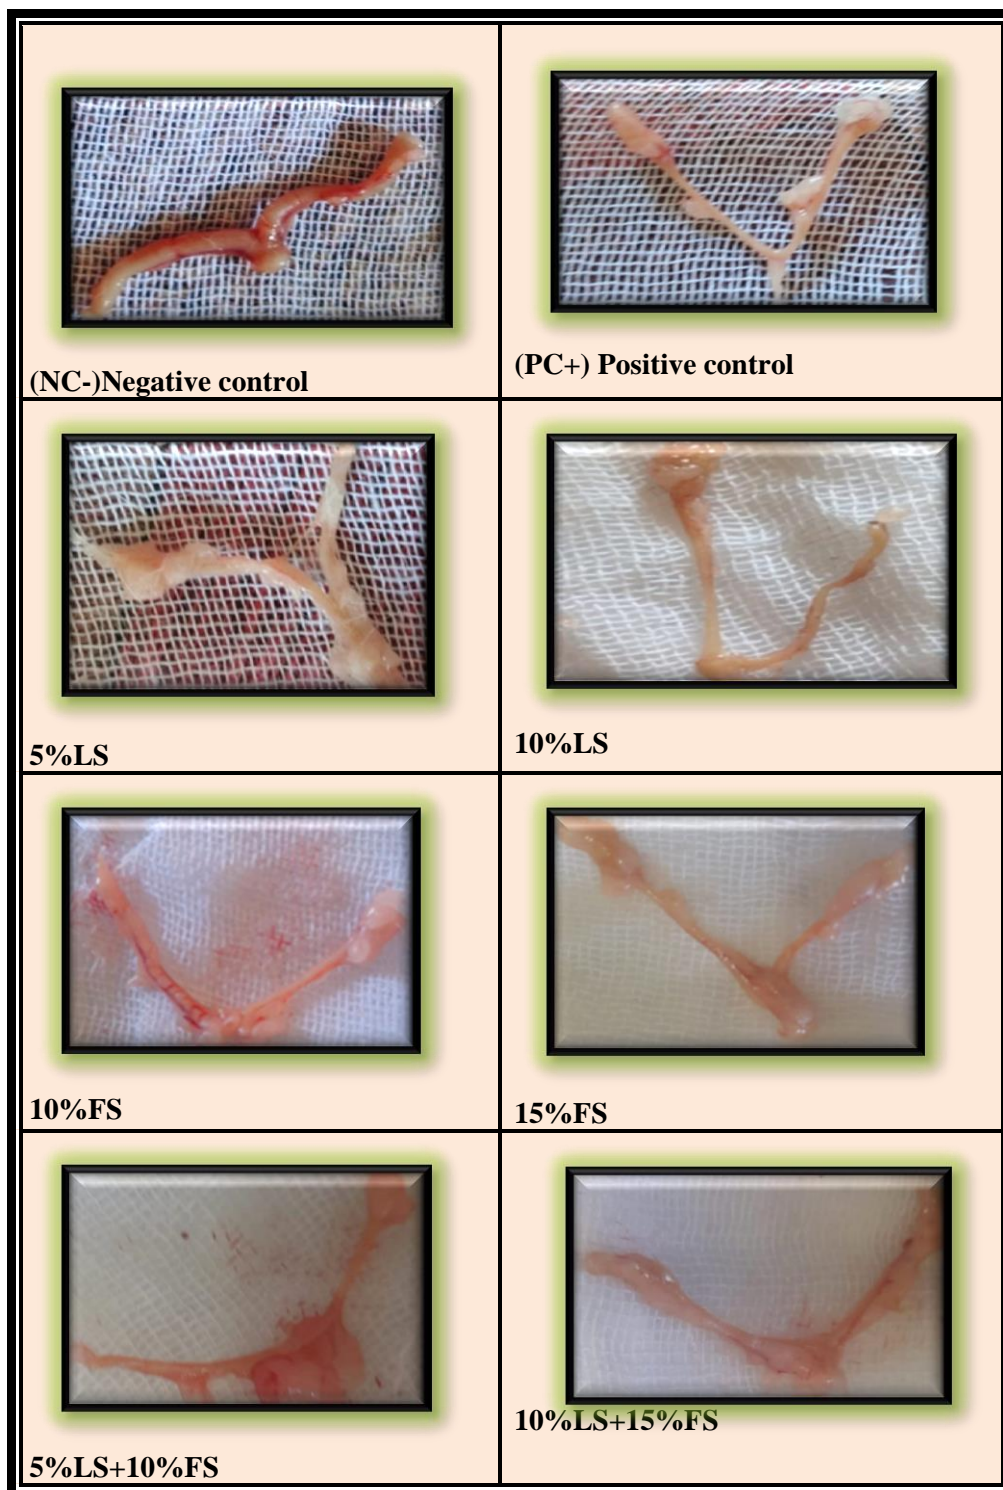 (NC-)Negative control
(PC+) Positive control
5%LS
10%LS
10%FS
15%FS
5%LS+10%FS
10%LS+15%FS